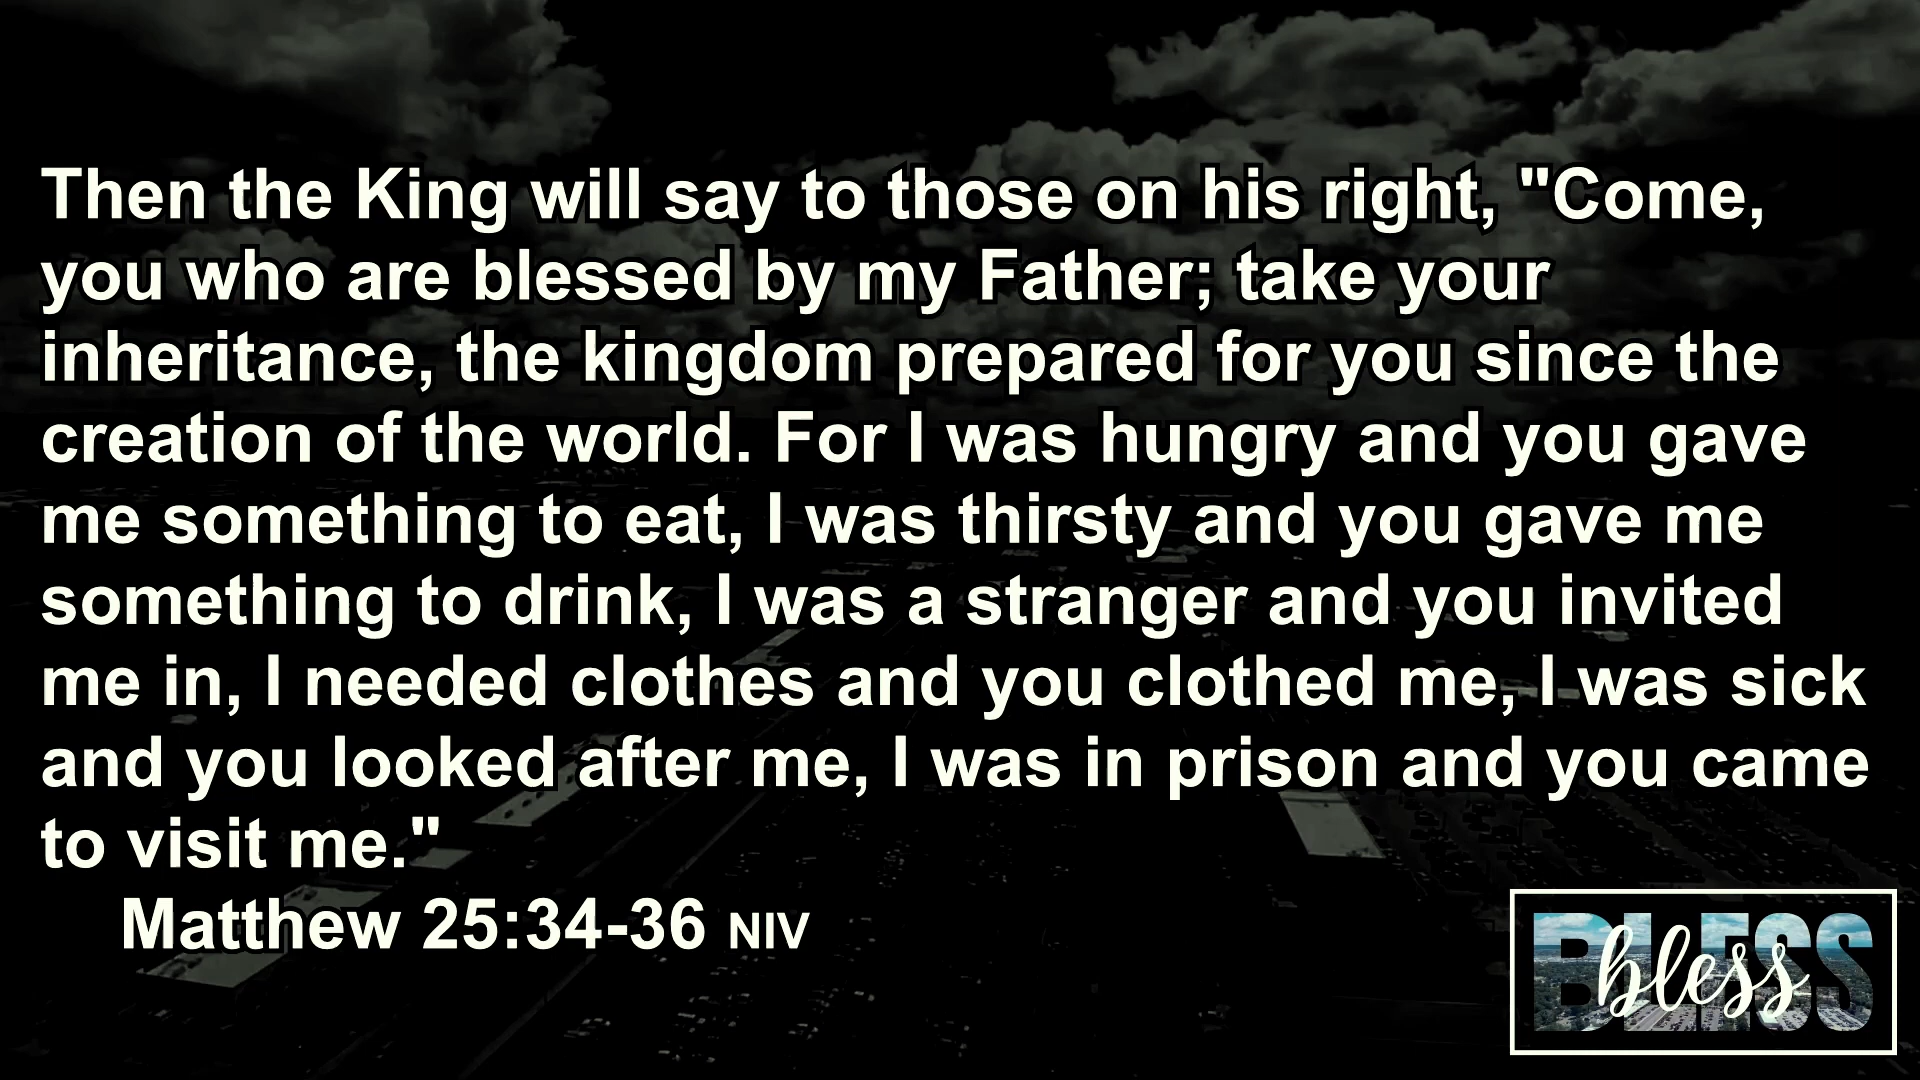 Then the King will say to those on his right, "Come,
you who are blessed by my Father; take your
inheritance, the kingdom prepared for you since the
creation of the world. For I was hungry and you gave
me something to eat, I was thirsty and you gave me
something to drink, I was a stranger and you invited
me in, I needed clothes and you clothed me, I was sick
and you looked after me, I was in prison and you came
to visit me."
Matthew 25:34-36 NIV
BLESS
bless